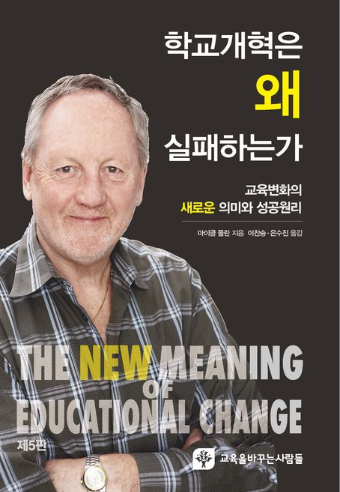 학교개혁은
왜
실패하는가
교육변화의
새로운 의미와 성공원리
마이클 풀란 지음 이찬승·은수진 옮김
THE NEW MEANING
OF
EDUCATIONAL CHANGE
제5판
교육을바꾸는사람들